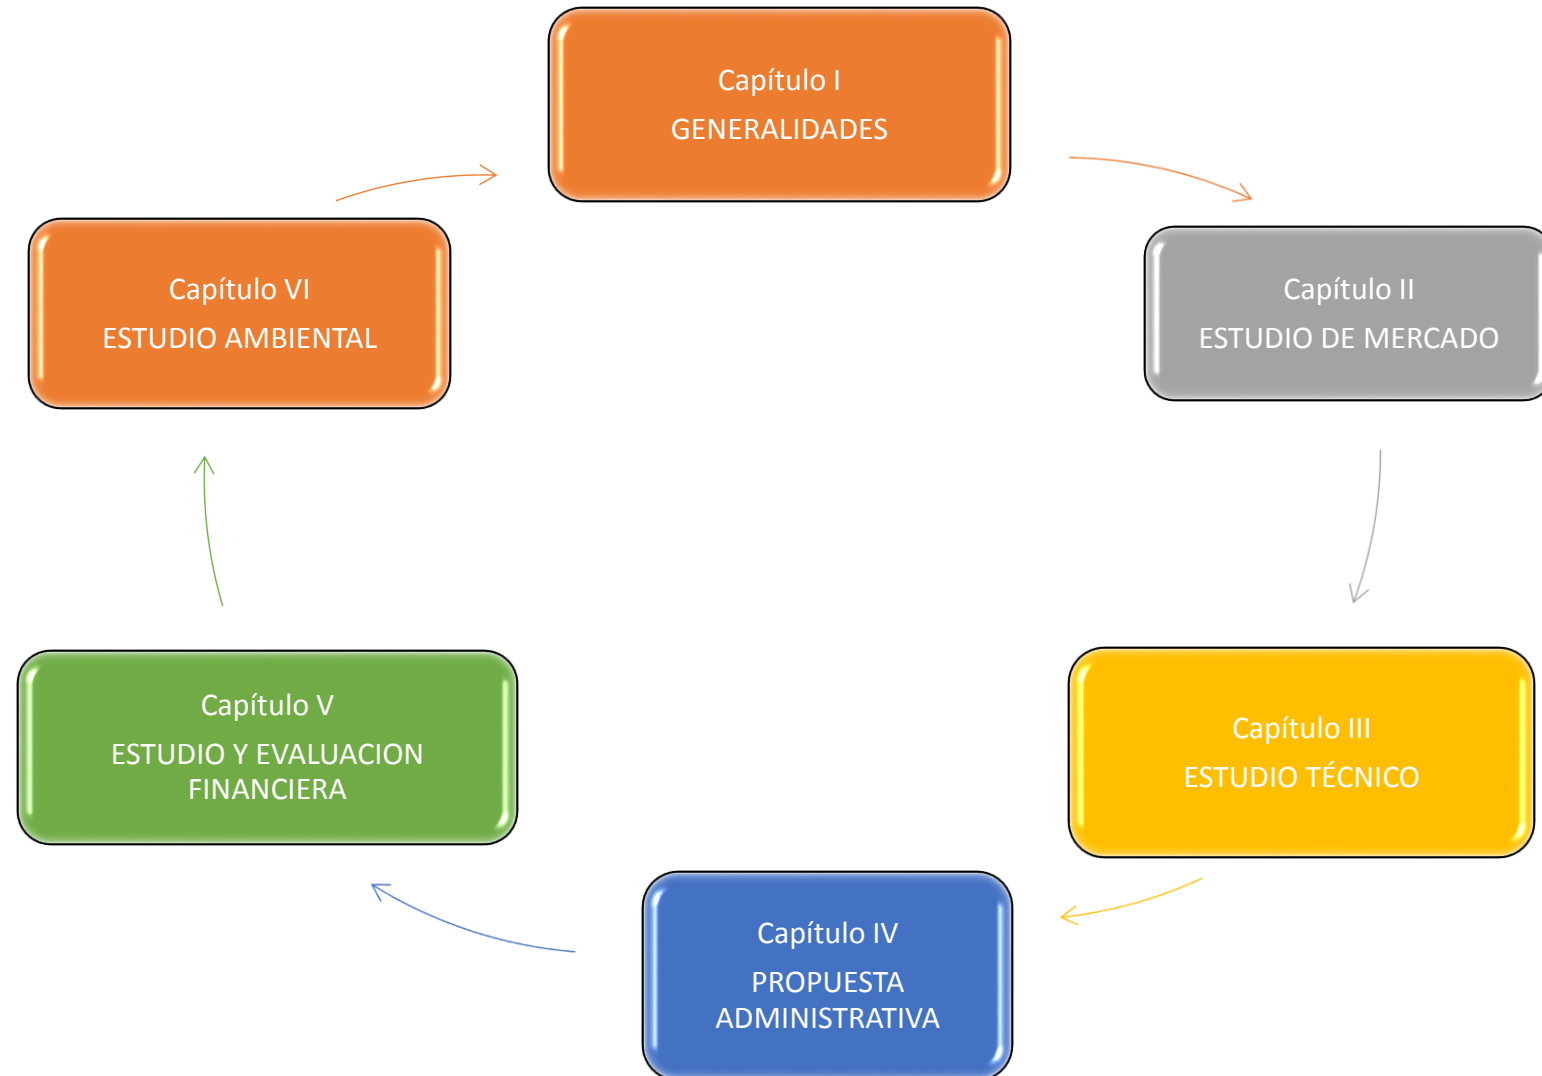 Capítulo I
GENERALIDADES
Capítulo II
ESTUDIO DE MERCADO
Capítulo III
ESTUDIO TÉCNICO
Capítulo IV
PROPUESTA
ADMINISTRATIVA
Capítulo V
ESTUDIO Y EVALUACION
FINANCIERA
Capítulo VI
ESTUDIO AMBIENTAL